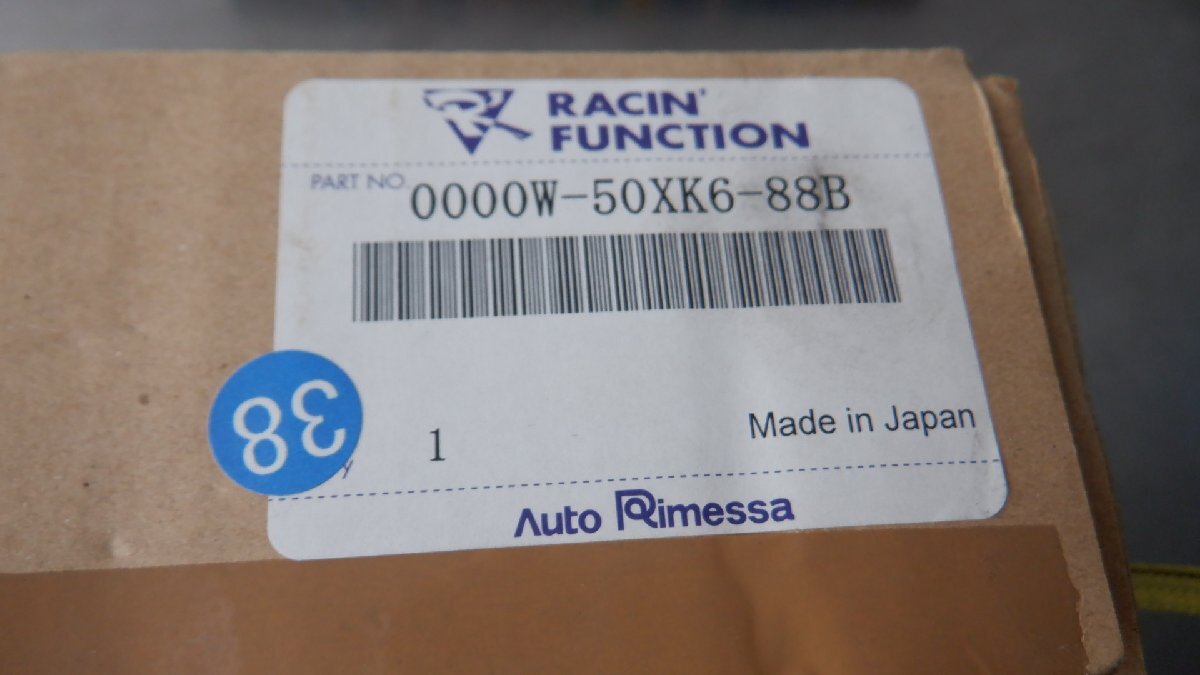 RACIN'
FUNCTION
PART NO.
0000W-50XK6-88B
38
1
Made in Japan
Auto Rimessa